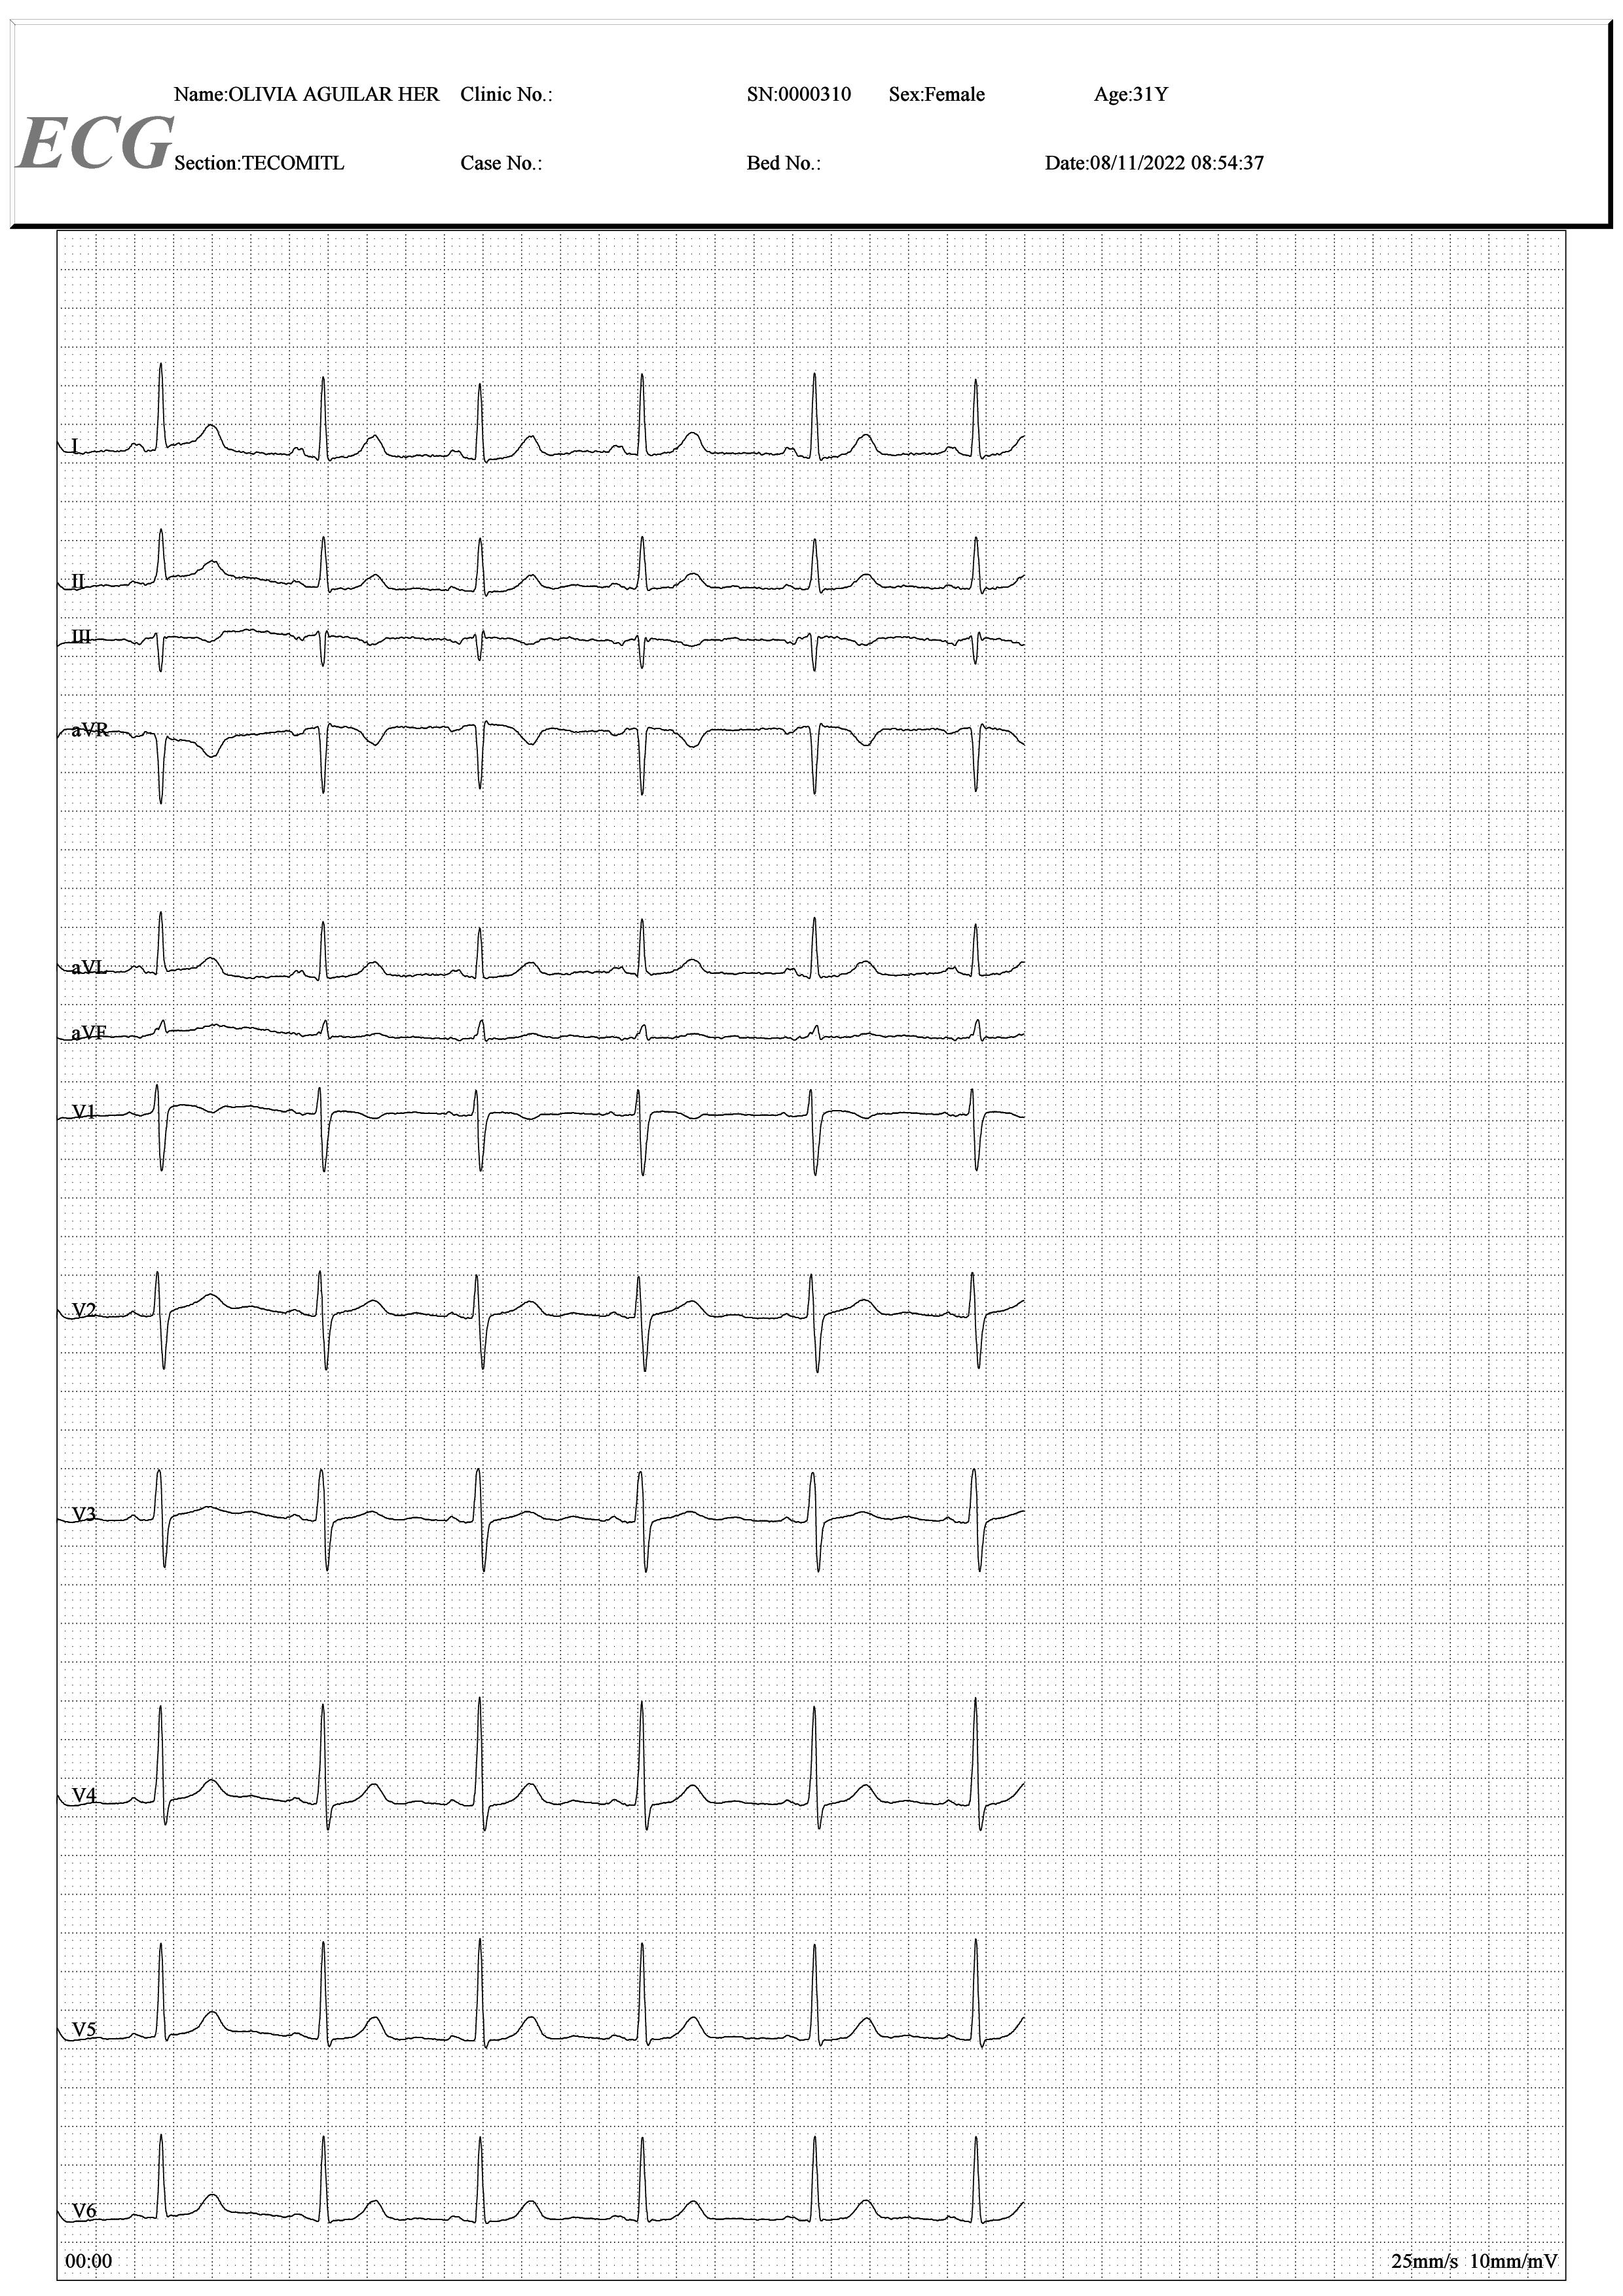 ECG
Name:OLIVIA AGUILAR HER Clinic No.: SN:0000310 Sex:Female Age:31Y
Section:TECOMITL Case No.: Bed No.: Date:08/11/2022 08:54:37
I
II
III
aVR
aVL
aVF
V1
V2
V3
V4
V5
V6
00:00 25mm/s 10mm/mV